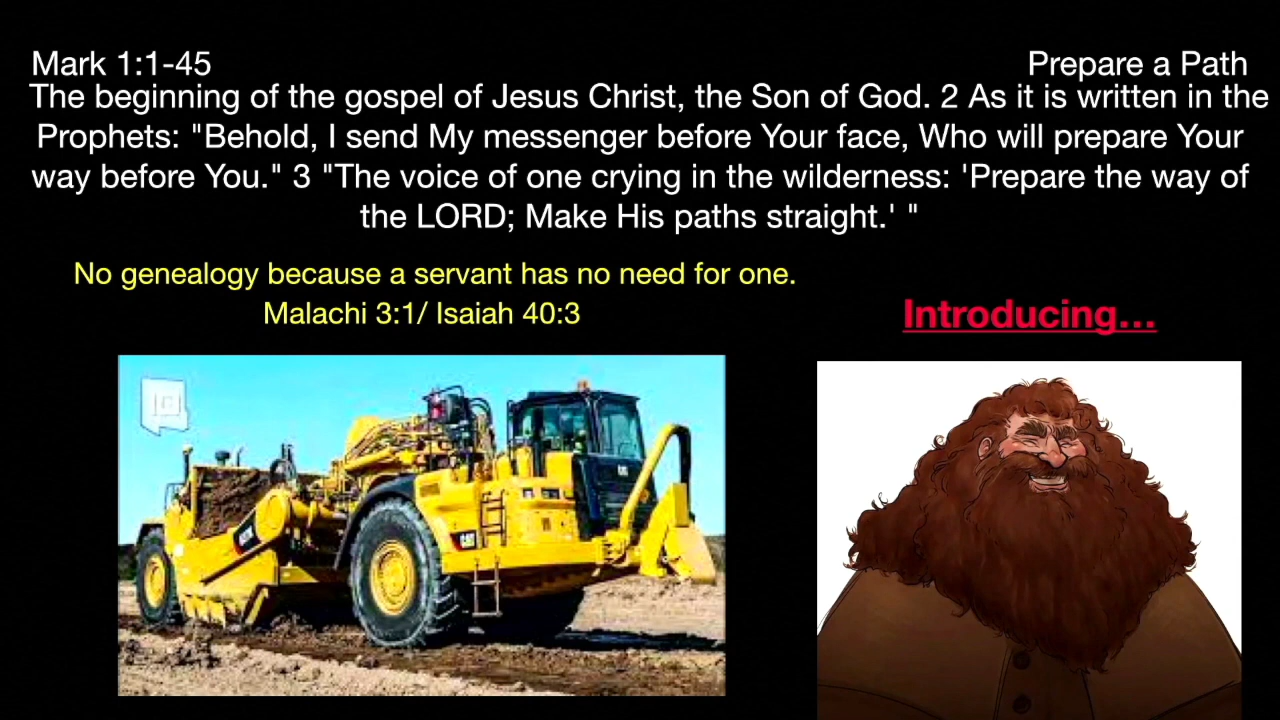 Mark 1:1-45
Prepare a Path
The beginning of the gospel of Jesus Christ, the Son of God. 2 As it is written in the
Prophets: "Behold, I send My messenger before Your face, Who will prepare Your
way before You." 3 "The voice of one crying in the wilderness: 'Prepare the way of
the LORD; Make His paths straight.' "
No genealogy because a servant has no need for one.
Malachi 3:1/ Isaiah 40:3
Introducing...
CAT
CAT